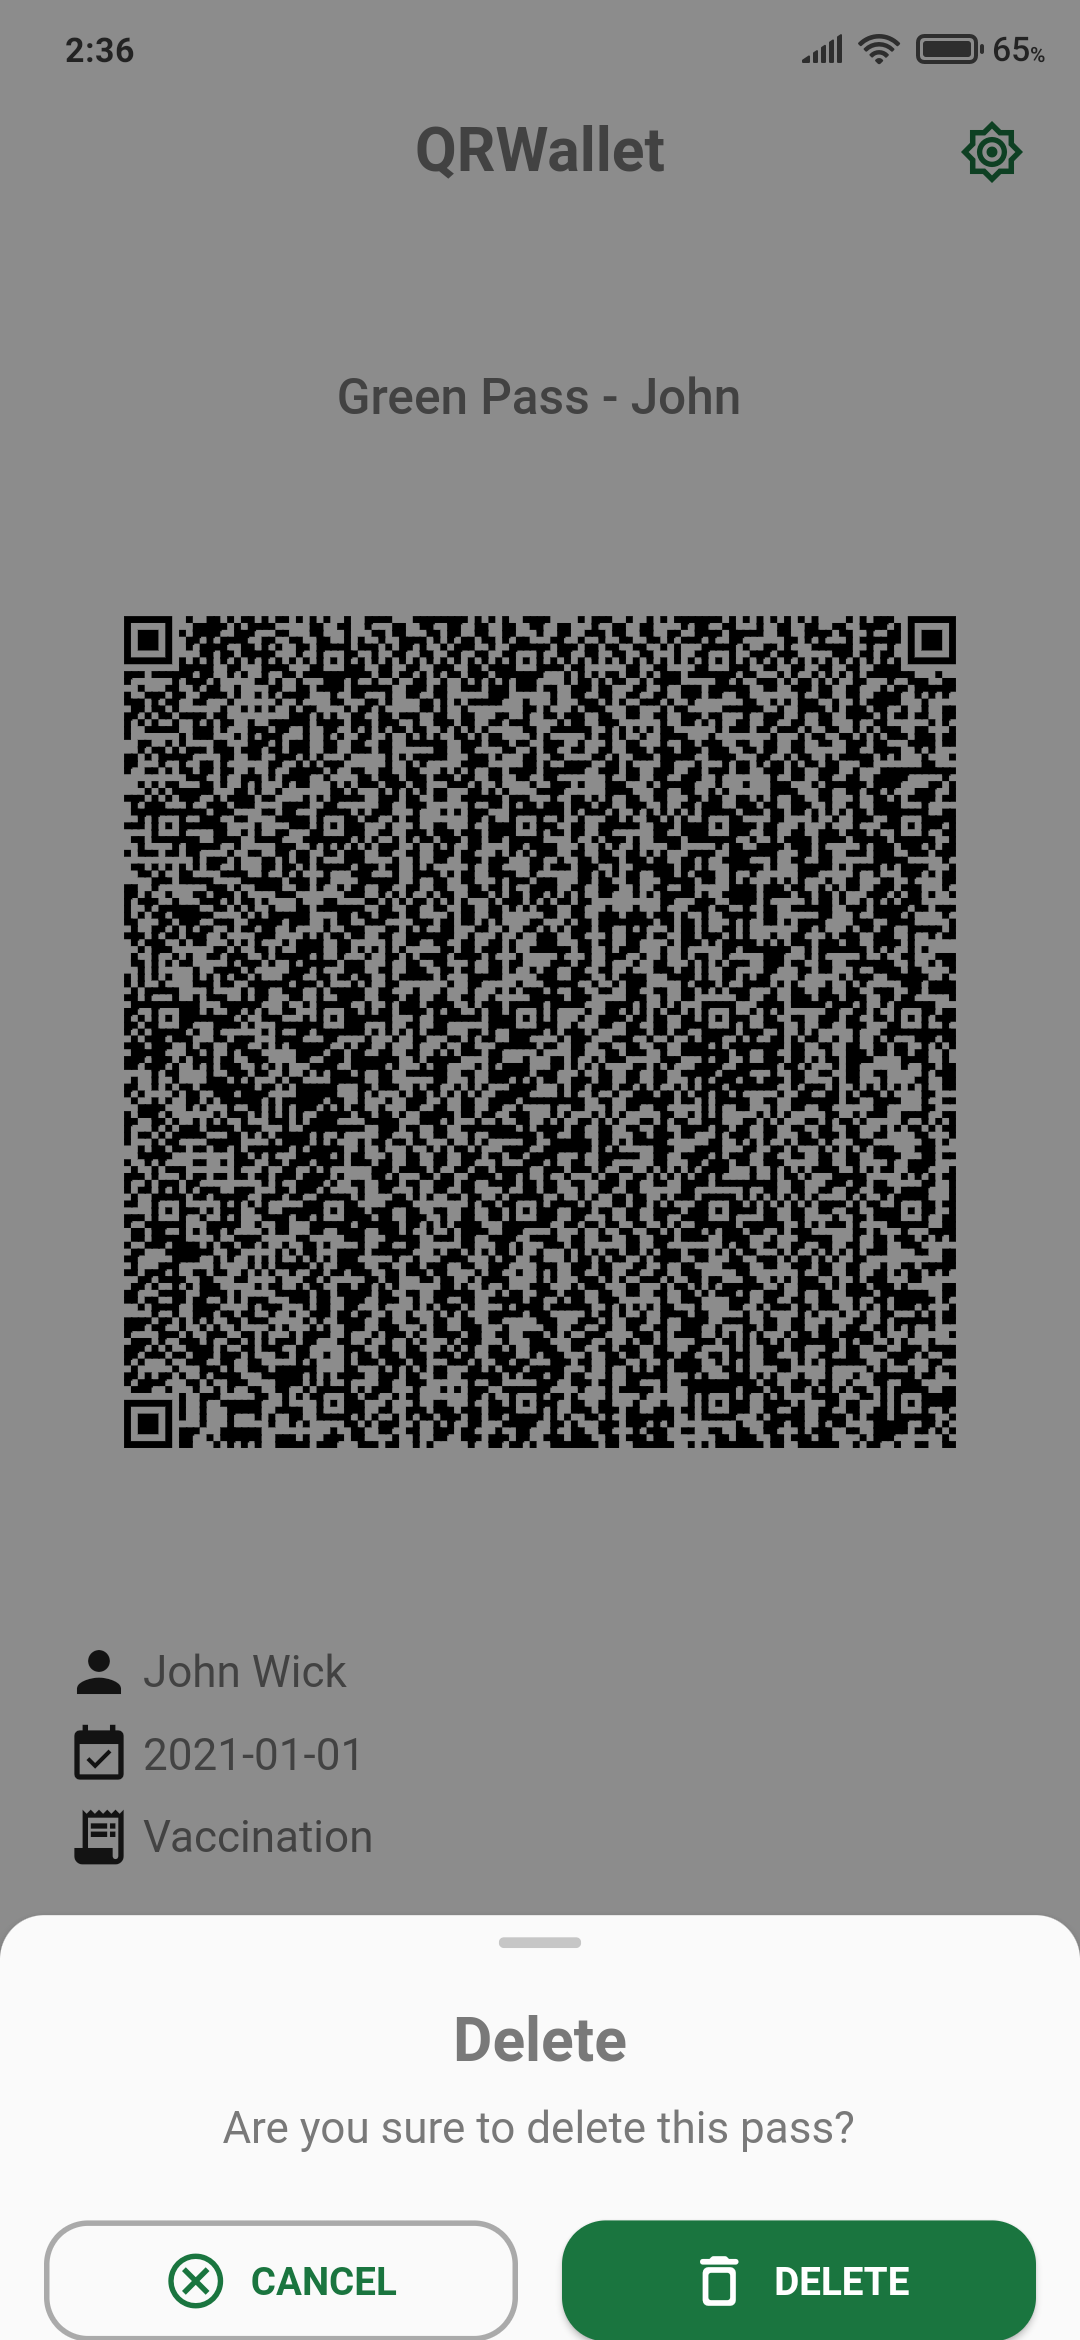 2:36
65%
QRWallet
Green Pass - John
John Wick
2021-01-01
Vaccination
Delete
Are you sure to delete this pass?
CANCEL
DELETE